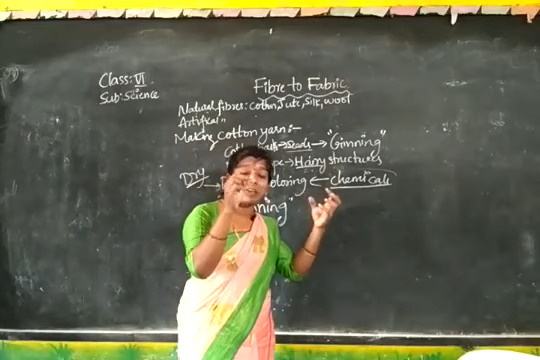 Class: VI
Sub: Science
Fibre to Fabric
Natural fibres: cotton, Jute, Silk, wool
Artificial"
Making cotton yarn:-
→ Seeds → "Ginning"
→ Hairy structures
Dry ← chemicals